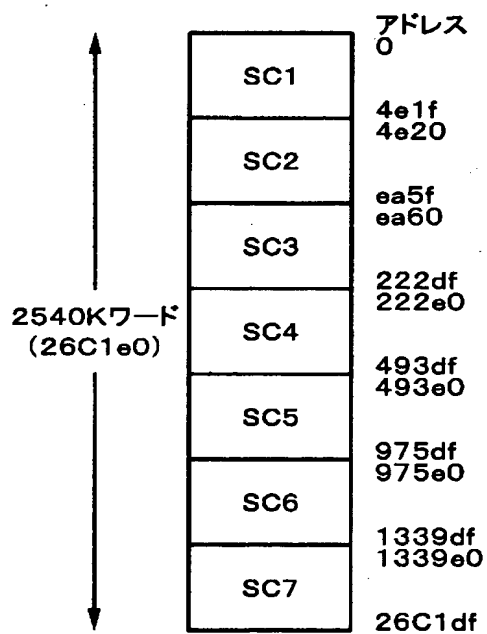 アドレス
0
SC1
4e1f
4e20
SC2
ea5f
ea60
SC3
222df
222e0
2540Kワード
(26C1e0)
SC4
493df
493e0
SC5
975df
975e0
SC6
1339df
1339e0
SC7
26C1df